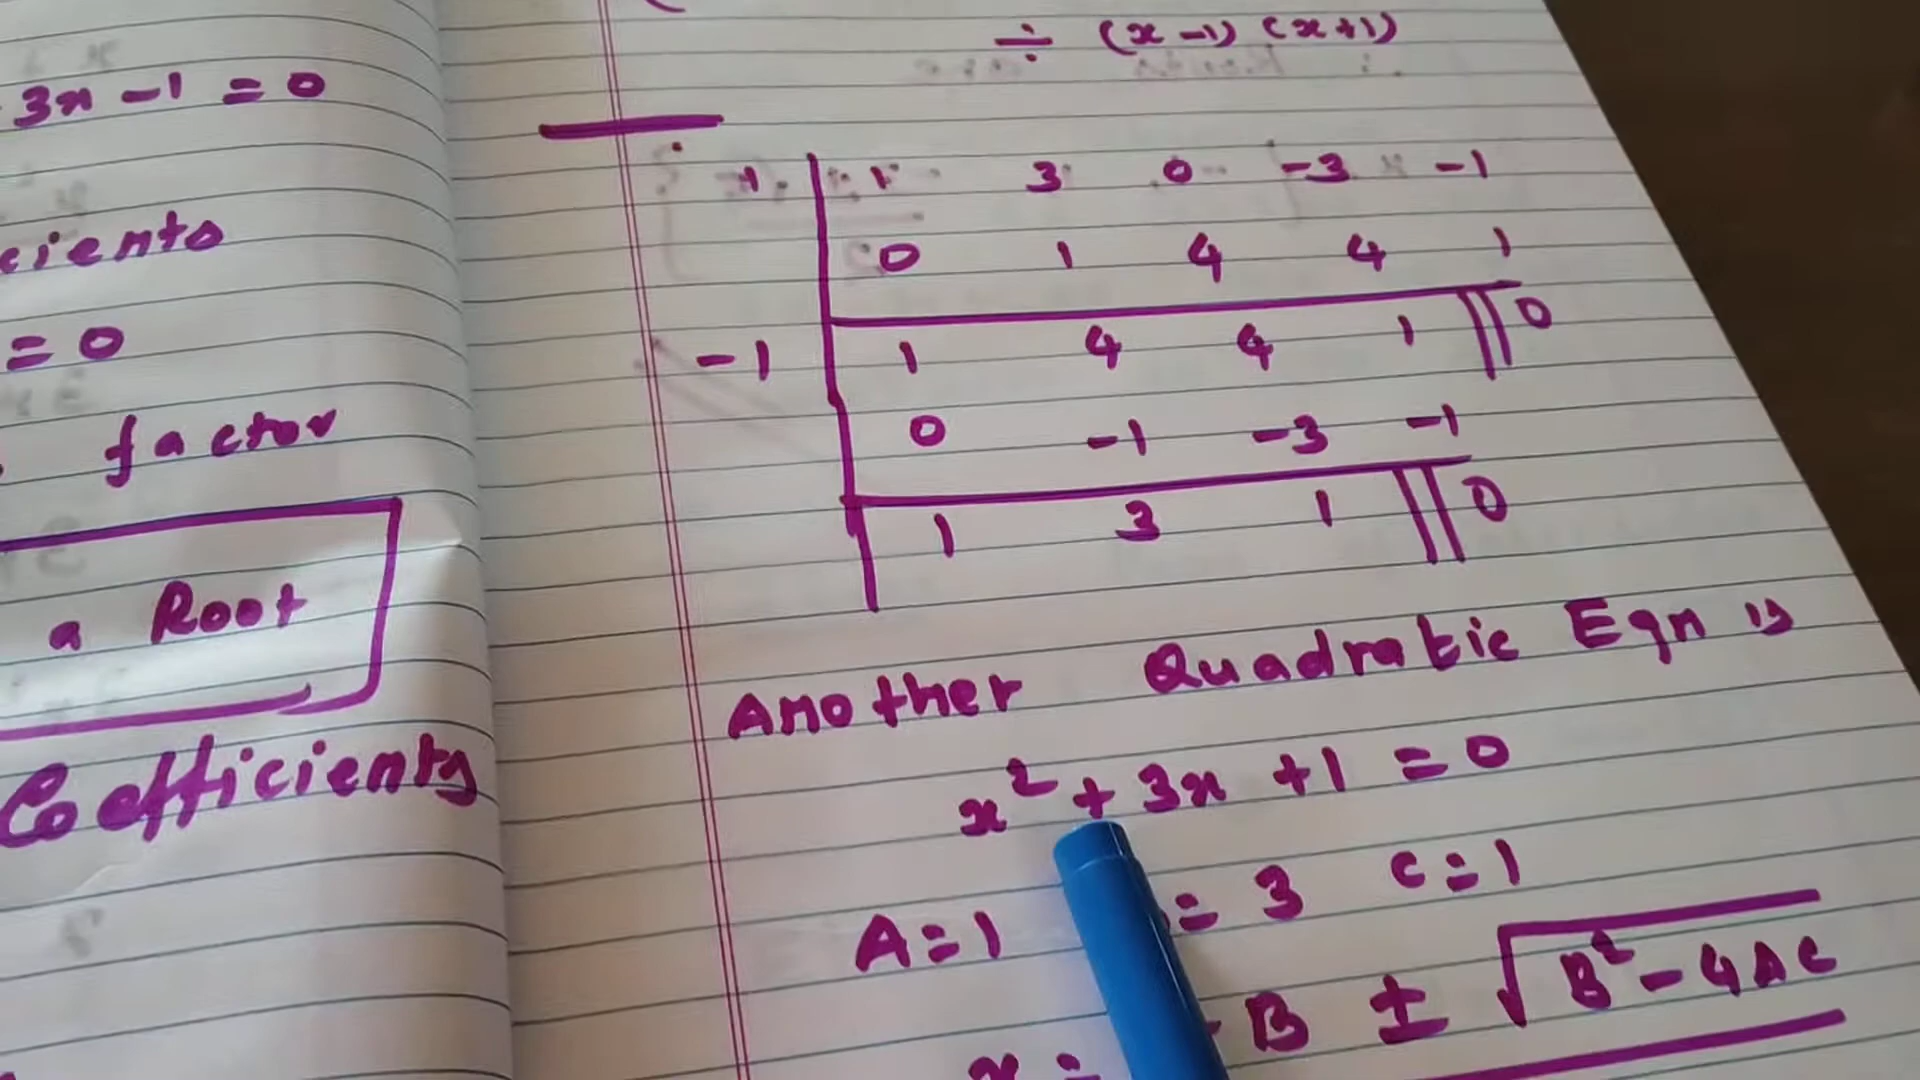 3x - 1 = 0
cients
= 0
factor
a Root
Coefficients
÷ (x - 1) (x + 1)
1 1 3 0 -3 -1
0 1 4 4 1
-1 1 4 4 1 0
0 -1 -3 -1
1 3 1 0
Another Quadratic Eqn is
x² + 3x + 1 = 0
A = 1 = 3 C = 1
-B ± √B² - 4AC
x =